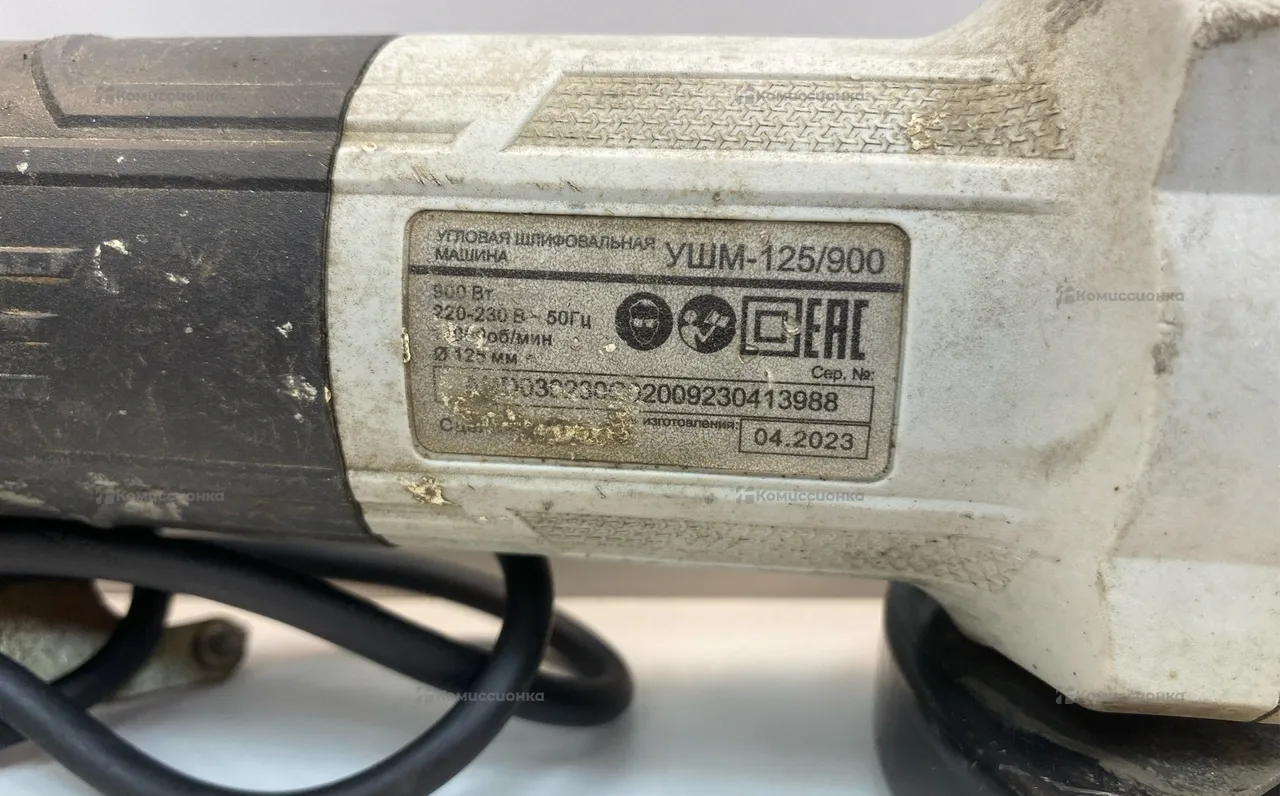 УГЛОВАЯ ШЛИФОВАЛЬНАЯ
МАШИНА
УШМ-125/900
900 Вт
220-230 В ~ 50Гц
об/мин
Ø 125 мм
EAC
Сер. №:
2009230413988
изготовления:
04.2023
Комиссионка
Комиссионка
Комиссионка
Комиссионка
Комиссионка
Комиссионка
Комиссионка